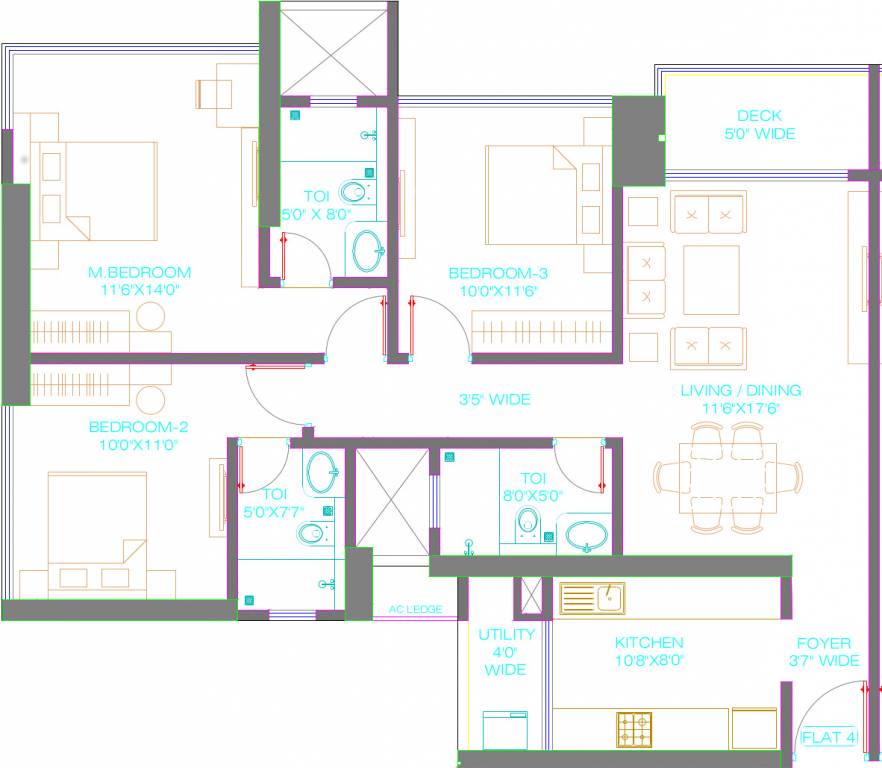 DECK
5'0" WIDE
TOI
5'0" X 8'0"
M.BEDROOM
11'6"X14'0"
BEDROOM-3
10'0"X11'6"
3'5" WIDE
LIVING / DINING
11'6"X17'6"
BEDROOM-2
10'0"X11'0"
TOI
5'0"X7'7"
TOI
8'0"X5'0"
AC LEDGE
UTILITY
4'0"
WIDE
KITCHEN
10'8"X8'0"
FOYER
3'7" WIDE
FLAT 4